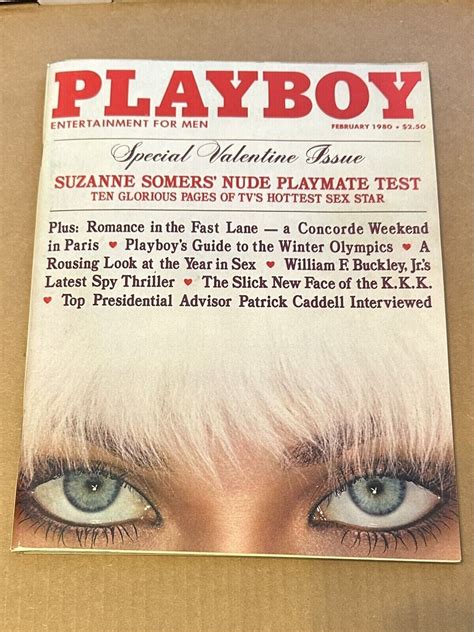 PLAYBOY
ENTERTAINMENT FOR MEN
FEBRUARY 1980 • $2.50
Special Valentine Issue
SUZANNE SOMERS' NUDE PLAYMATE TEST
TEN GLORIOUS PAGES OF TV'S HOTTEST SEX STAR
Plus: Romance in the Fast Lane — a Concorde Weekend
in Paris ♥ Playboy's Guide to the Winter Olympics ♥ A
Rousing Look at the Year in Sex ♥ William F. Buckley, Jr.'s
Latest Spy Thriller ♥ The Slick New Face of the K.K.K.
♥ Top Presidential Advisor Patrick Caddell Interviewed